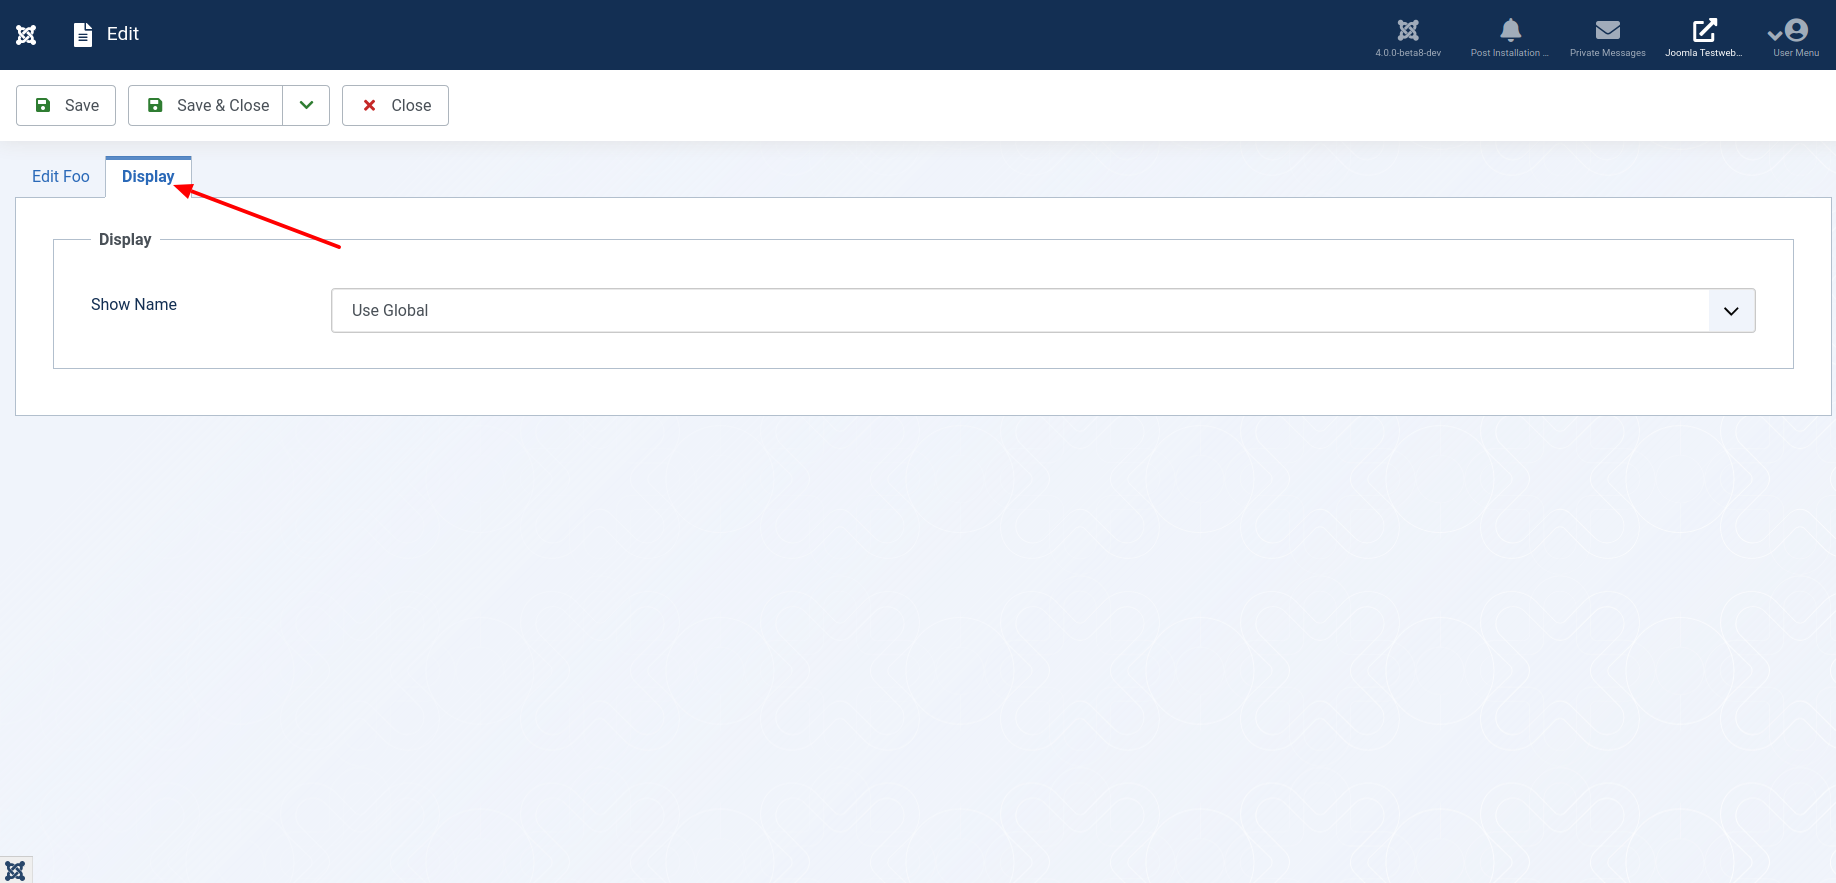 Edit
4.0.0-beta8-dev
Post Installation ...
Private Messages
Joomla Testweb...
User Menu
Save
Save & Close
Close
Edit Foo
Display
Display
Show Name
Use Global